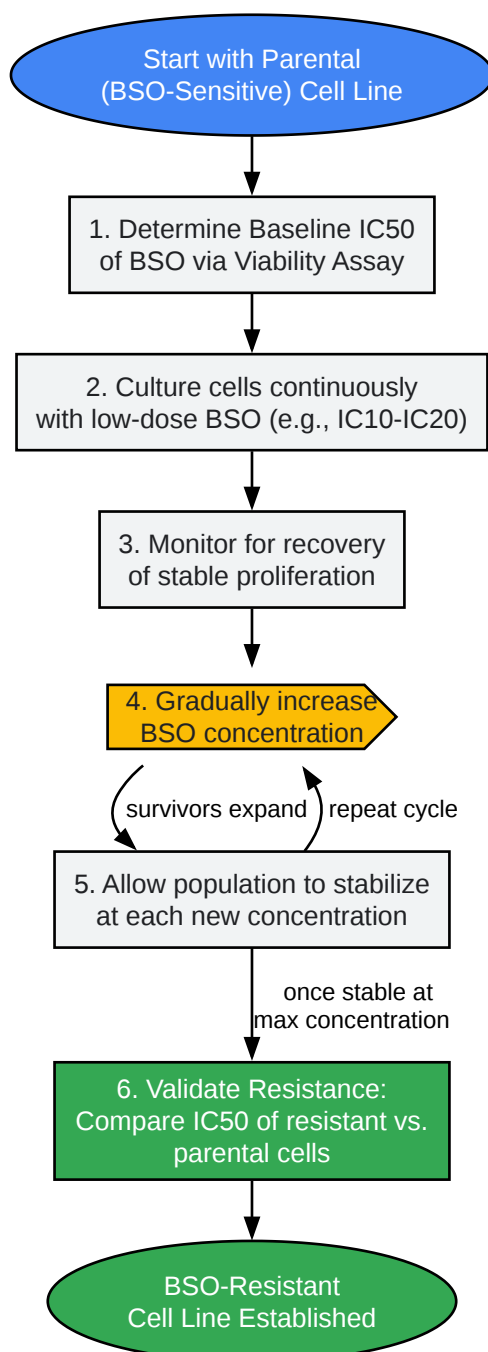 Start with Parental
(BSO-Sensitive) Cell Line
1. Determine Baseline IC50
of BSO via Viability Assay
2. Culture cells continuously
with low-dose BSO (e.g., IC10-IC20)
3. Monitor for recovery
of stable proliferation
4. Gradually increase
BSO concentration
survivors expand
repeat cycle
5. Allow population to stabilize
at each new concentration
once stable at
max concentration
6. Validate Resistance:
Compare IC50 of resistant vs.
parental cells
BSO-Resistant
Cell Line Established